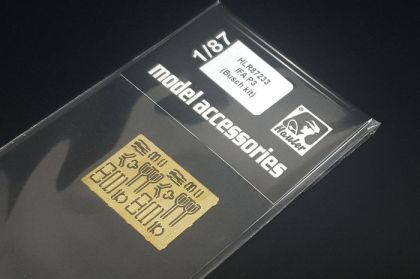 1/87
HLR87233
IFA P3
(Busch kit)
model accessories
Hauler